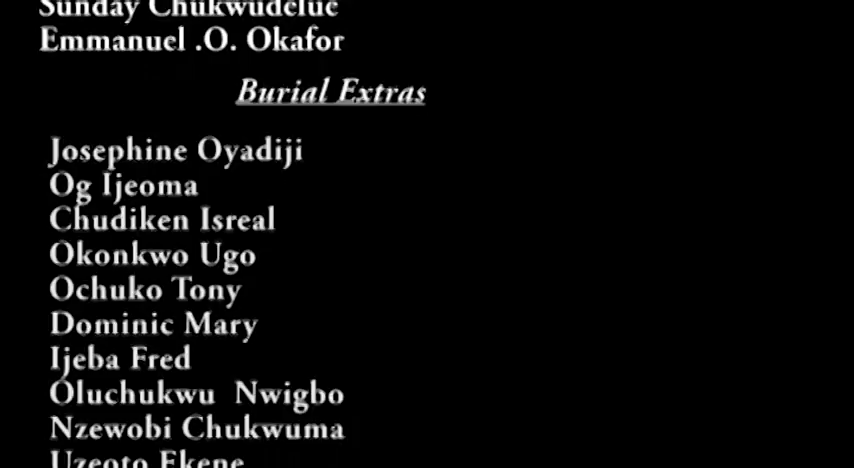 Sunday Chukwudelue
Emmanuel .O. Okafor
Burial Extras
Josephine Oyadiji
Og Ijeoma
Chudiken Isreal
Okonkwo Ugo
Ochuko Tony
Dominic Mary
Ijeba Fred
Oluchukwu Nwigbo
Nzewobi Chukwuma
Uzeoto Ekene